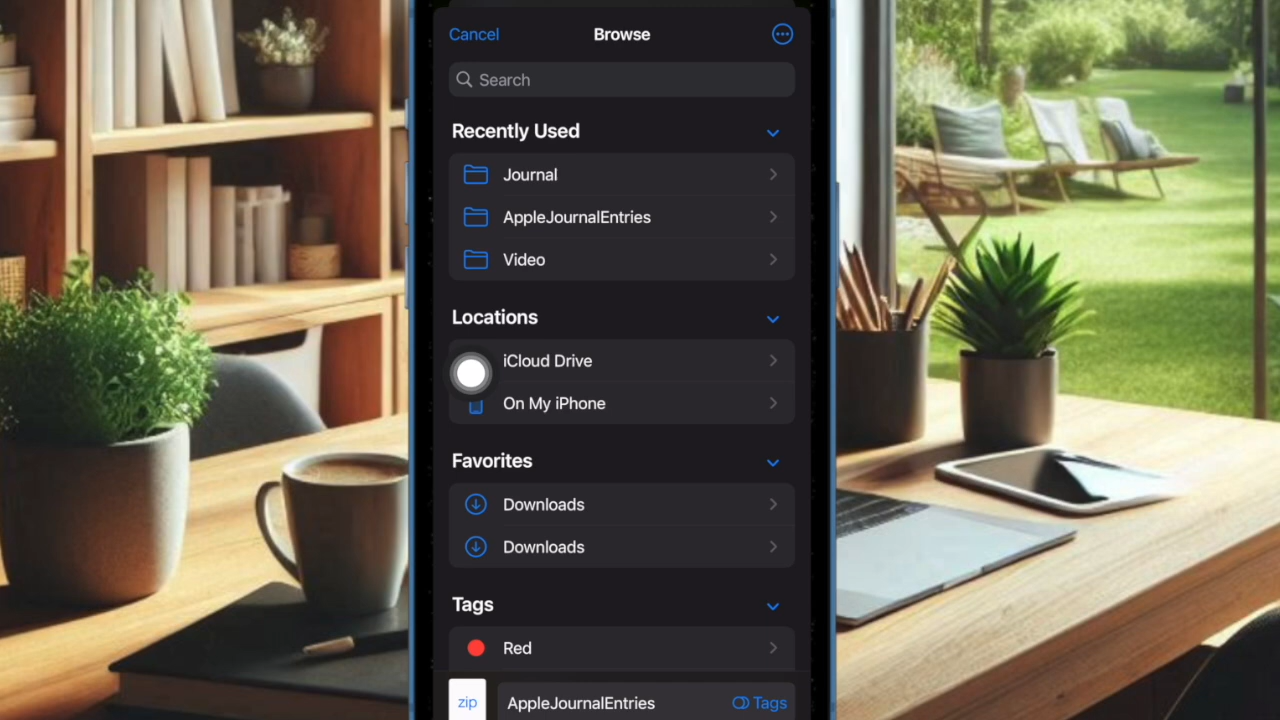 Cancel
Browse
Search
Recently Used
Journal
AppleJournalEntries
Video
Locations
iCloud Drive
On My iPhone
Favorites
Downloads
Downloads
Tags
Red
zip
AppleJournalEntries
Tags